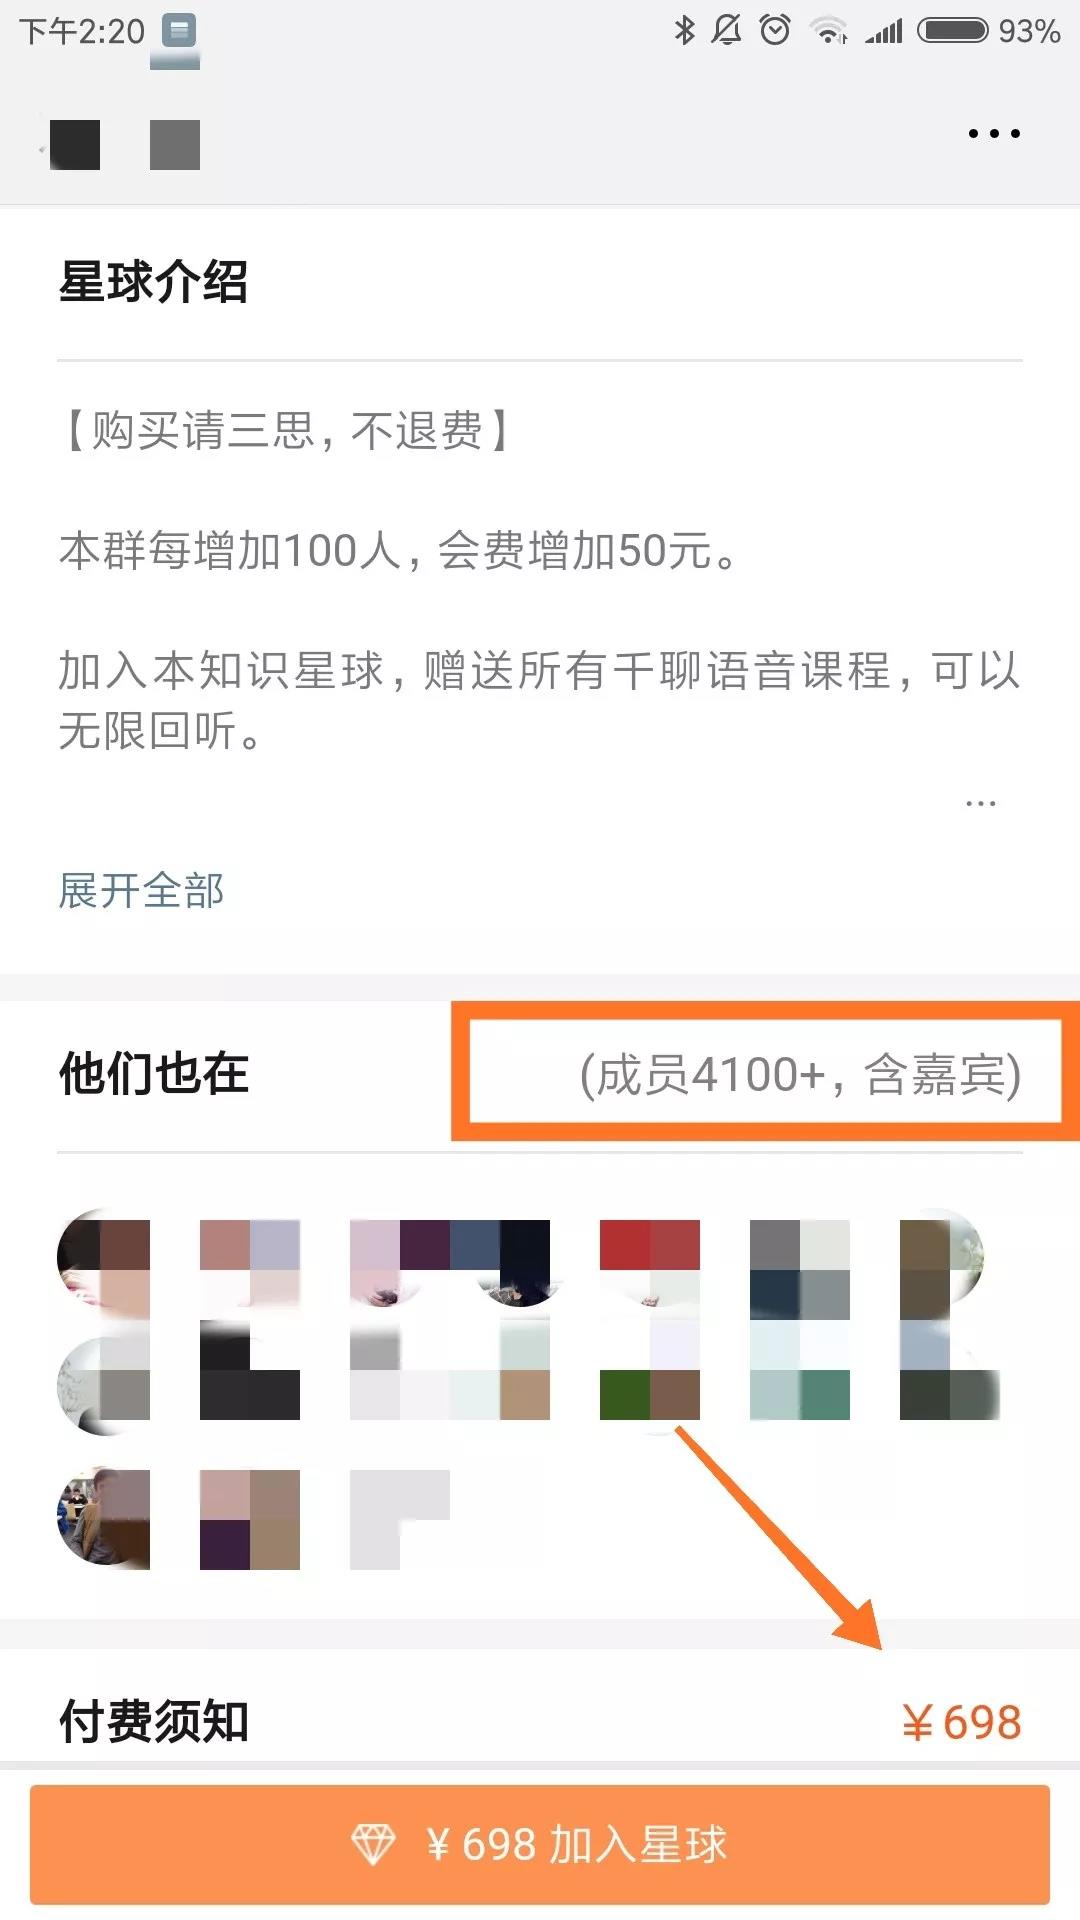 下午2:20
93%
星球介绍
【购买请三思，不退费】
本群每增加100人，会费增加50元。
加入本知识星球，赠送所有千聊语音课程，可以
无限回听。
...
展开全部
他们也在
(成员4100+，含嘉宾)
付费须知
￥698
¥ 698 加入星球